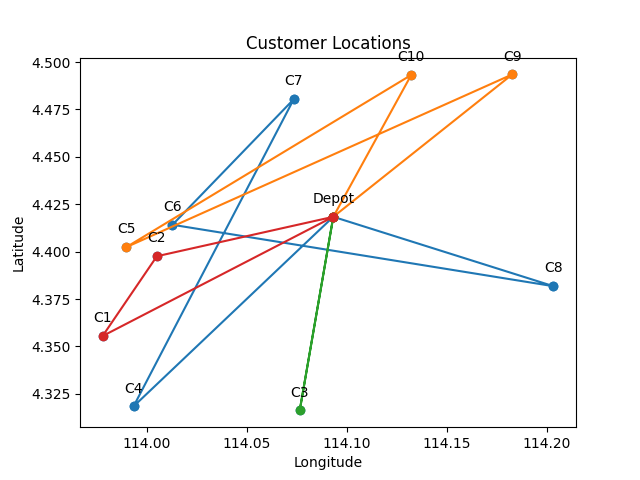 Customer Locations
C10
C9
4.500
C7
4.475
4.450
4.425
Depot
C6
C5
C2
4.400
C8
4.375
C1
4.350
4.325
C4
C3
114.00
114.05
114.10
114.15
114.20
Longitude
Latitude